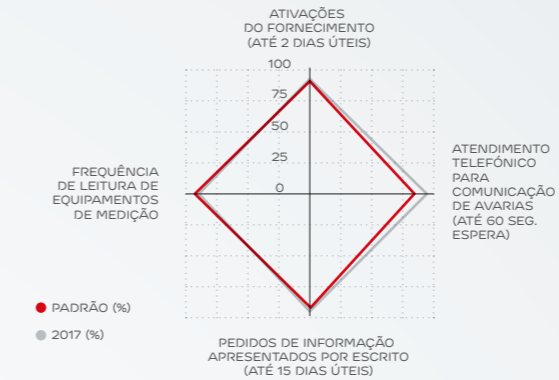 ATIVAÇÕES
DO FORNECIMENTO
(ATÉ 2 DIAS ÚTEIS)
100
75
50
25
0
FREQUÊNCIA
DE LEITURA DE
EQUIPAMENTOS
DE MEDIÇÃO
ATENDIMENTO
TELEFÓNICO
PARA
COMUNICAÇÃO
DE AVARIAS
(ATÉ 60 SEG.
ESPERA)
PADRÃO (%)
2017 (%)
PEDIDOS DE INFORMAÇÃO
APRESENTADOS POR ESCRITO
(ATÉ 15 DIAS ÚTEIS)